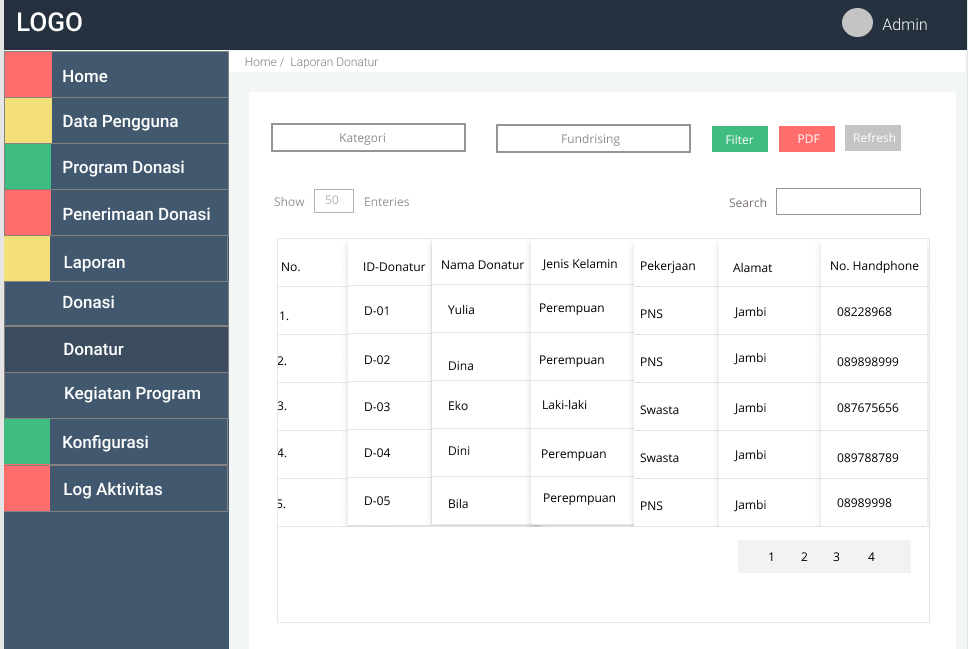 LOGO
Admin
Home / Laporan Donatur
Home
Data Pengguna
Program Donasi
Penerimaan Donasi
Laporan
Donasi
Donatur
Kegiatan Program
Konfigurasi
Log Aktivitas
Kategori Fundrising Filter PDF Refresh
Show 50 Enteries Search
No. ID-Donatur Nama Donatur Jenis Kelamin Pekerjaan Alamat No. Handphone
1. D-01 Yulia Perempuan PNS Jambi 08228968
2. D-02 Dina Perempuan PNS Jambi 089898999
3. D-03 Eko Laki-laki Swasta Jambi 087675656
4. D-04 Dini Perempuan Swasta Jambi 089788789
5. D-05 Bila Perepmpuan PNS Jambi 08989998
1 2 3 4